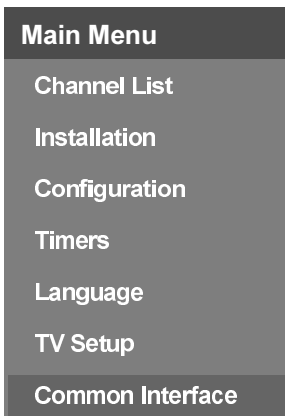 Main Menu
Channel List
Installation
Configuration
Timers
Language
TV Setup
Common Interface